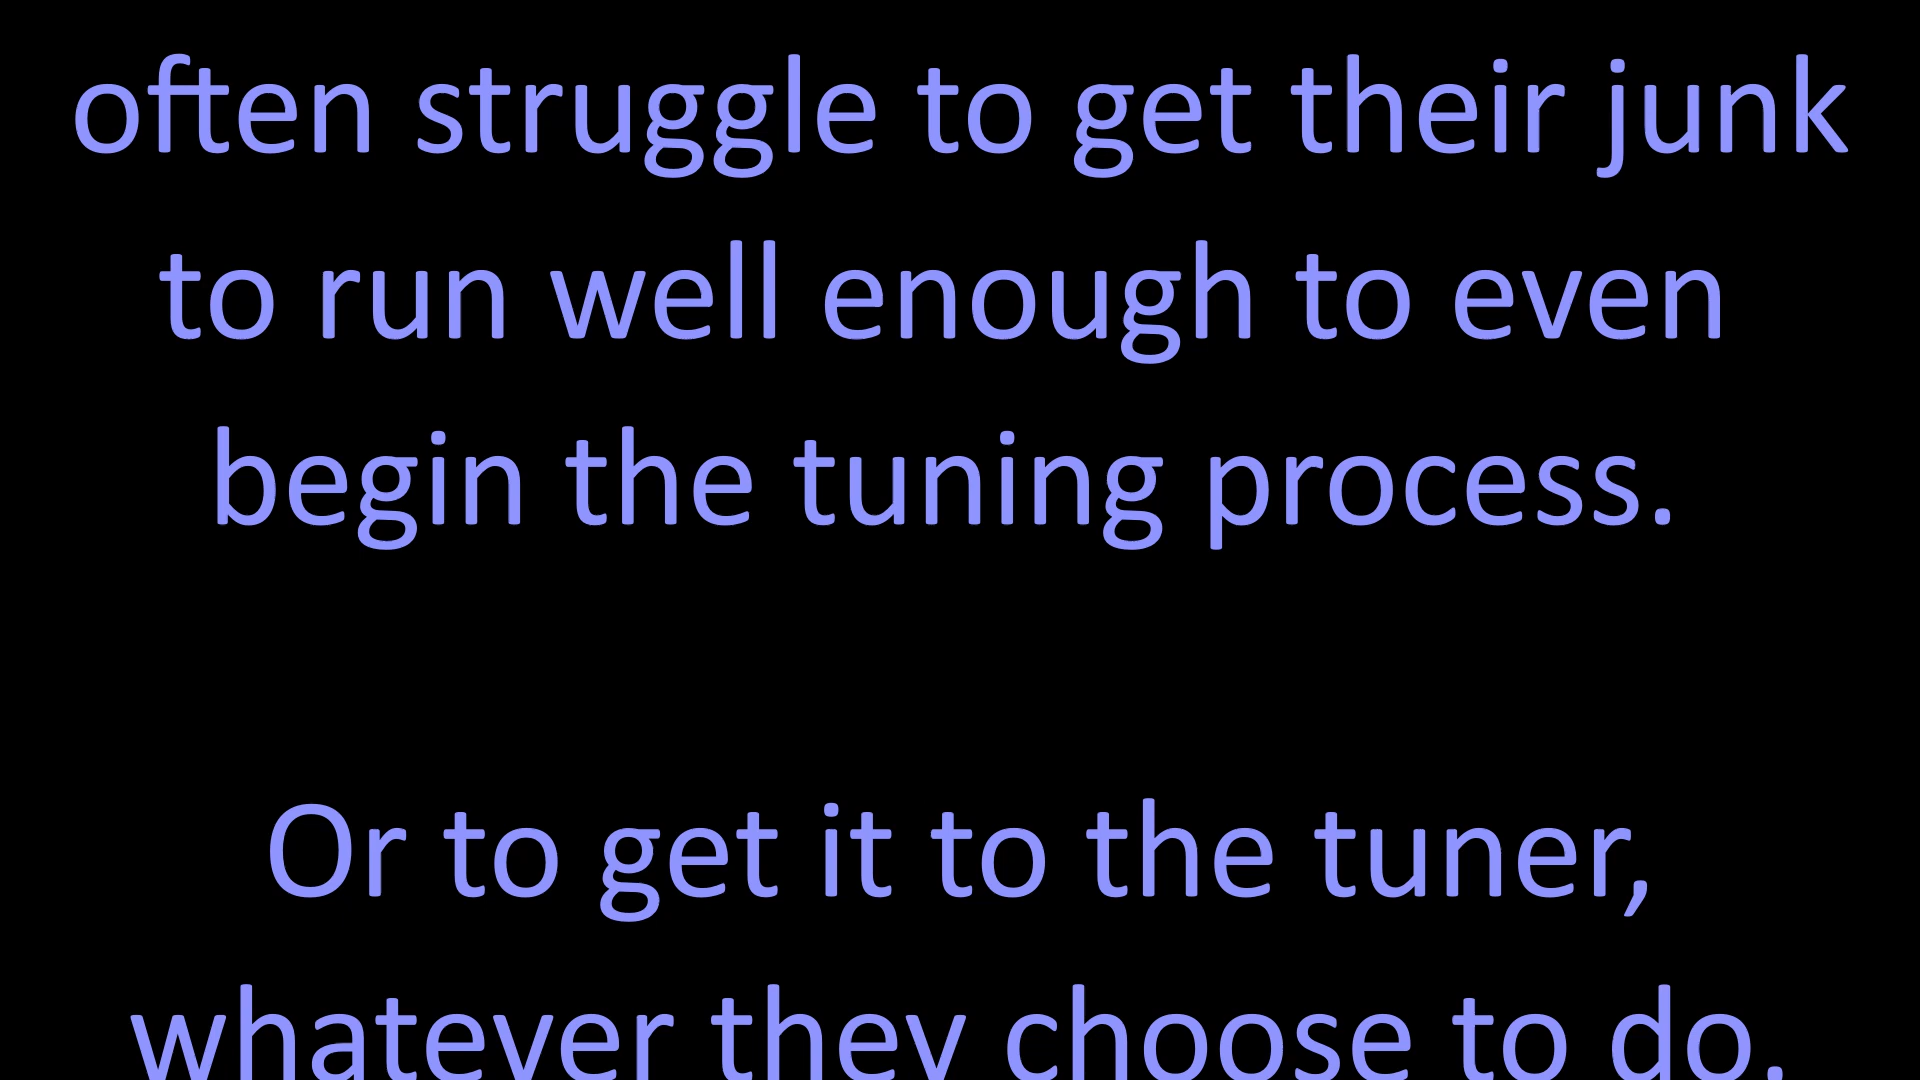 often struggle to get their junk
to run well enough to even
begin the tuning process.
Or to get it to the tuner,
whatever they choose to do.